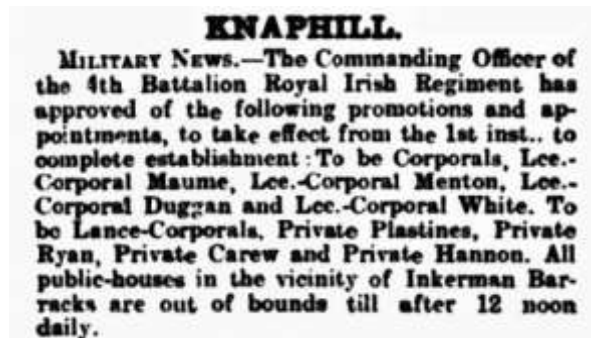 KNAPHILL.
MILITARY NEWS.—The Commanding Officer of
the 4th Battalion Royal Irish Regiment has
approved of the following promotions and ap-
pointments, to take effect from the 1st inst.. to
complete establishment : To be Corporals, Lce.-
Corporal Maume, Lce.-Corporal Menton, Lce.-
Corporal Duggan and Lce.-Corporal White. To
be Lance-Corporals, Private Plastines, Private
Ryan, Private Carew and Private Hannon. All
public-houses in the vicinity of Inkerman Bar-
racks are out of bounds till after 12 noon
daily.